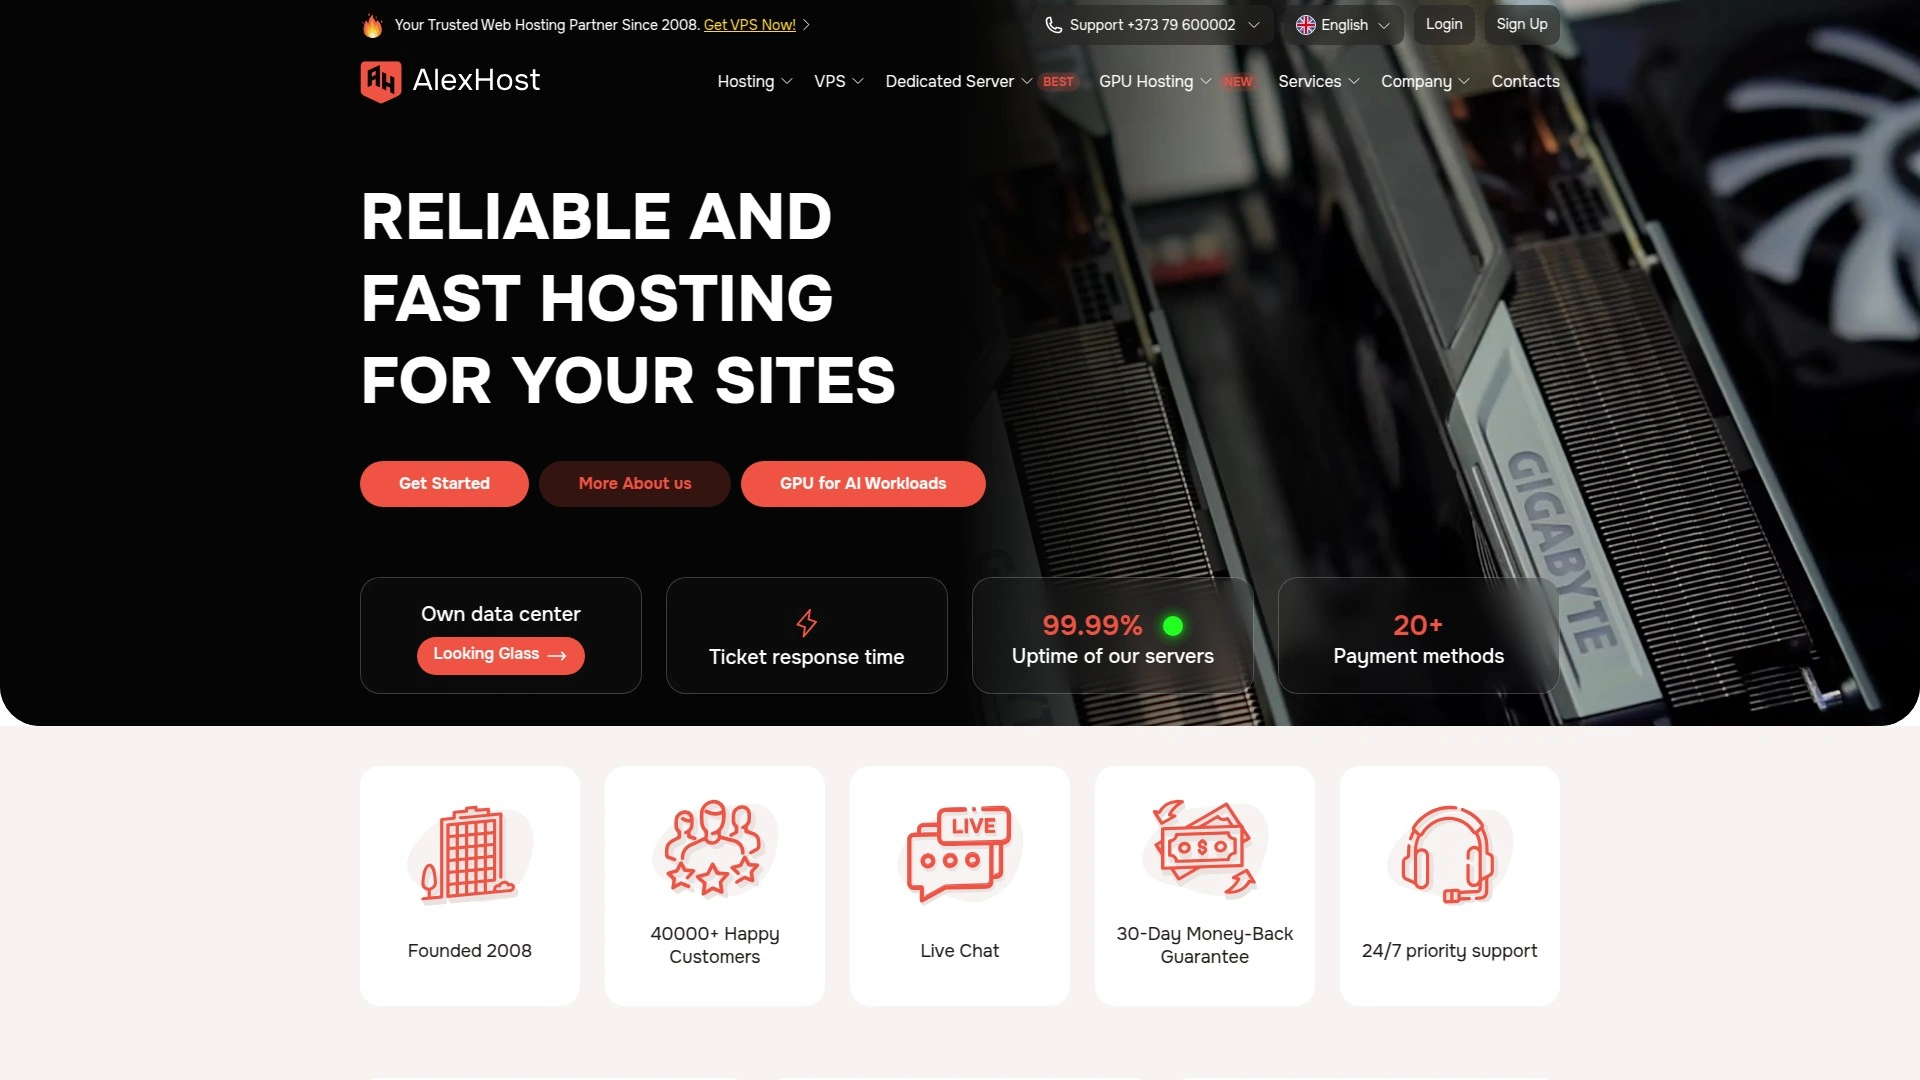 Your Trusted Web Hosting Partner Since 2008. Get VPS Now!
Support +373 79 600002
English
Login
Sign Up
AH AlexHost
Hosting
VPS
Dedicated Server
BEST
GPU Hosting
NEW
Services
Company
Contacts
RELIABLE AND
FAST HOSTING
FOR YOUR SITES
Get Started
More About us
GPU for AI Workloads
GIGABYTE
Own data center
Looking Glass
Ticket response time
99.99%
Uptime of our servers
20+
Payment methods
Founded 2008
40000+ Happy
Customers
LIVE
Live Chat
$
30-Day Money-Back
Guarantee
24/7 priority support